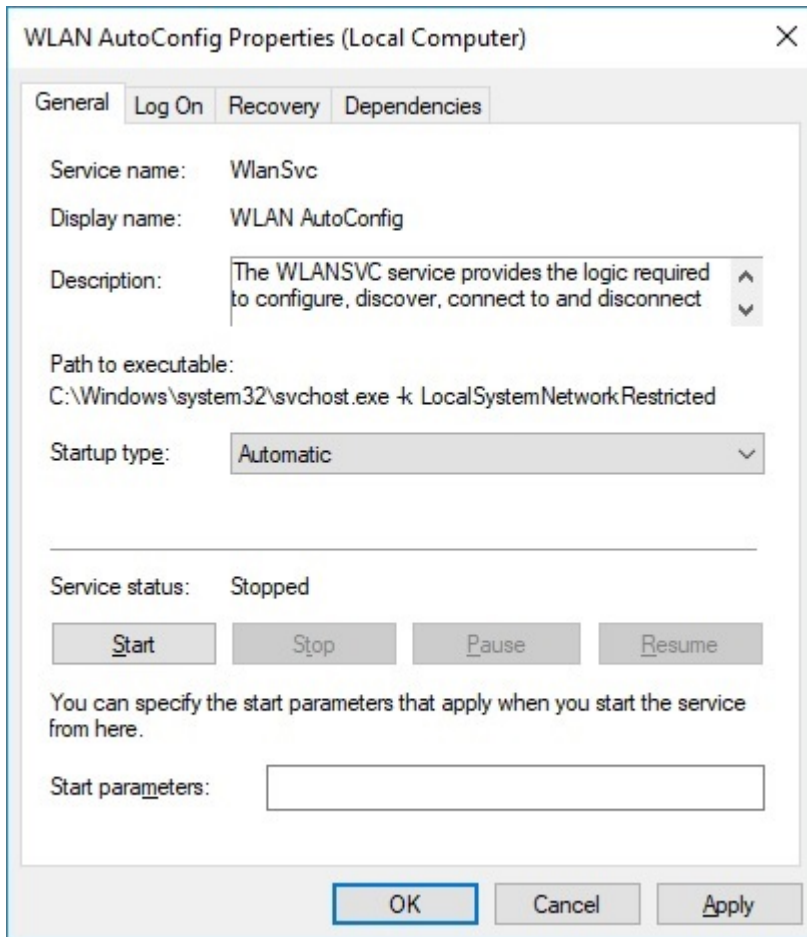 WLAN AutoConfig Properties (Local Computer)
General Log On Recovery Dependencies
Service name: WlanSvc
Display name: WLAN AutoConfig
Description: The WLANSVC service provides the logic required
to configure, discover, connect to and disconnect
Path to executable:
C:\Windows\system32\svchost.exe -k LocalSystemNetworkRestricted
Startup type: Automatic
Service status: Stopped
Start Stop Pause Resume
You can specify the start parameters that apply when you start the service
from here.
Start parameters:
OK Cancel Apply